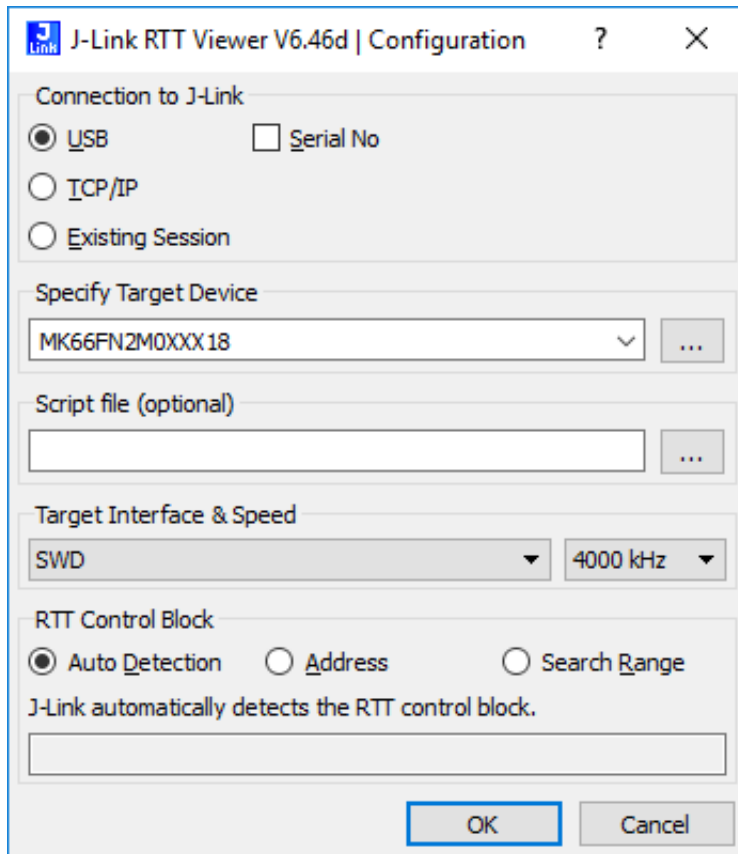 J-Link RTT Viewer V6.46d | Configuration ? ✕
Connection to J-Link
USB Serial No
TCP/IP
Existing Session
Specify Target Device
MK66FN2M0XXX18 ...
Script file (optional)
...
Target Interface & Speed
SWD 4000 kHz
RTT Control Block
Auto Detection Address Search Range
J-Link automatically detects the RTT control block.
OK Cancel